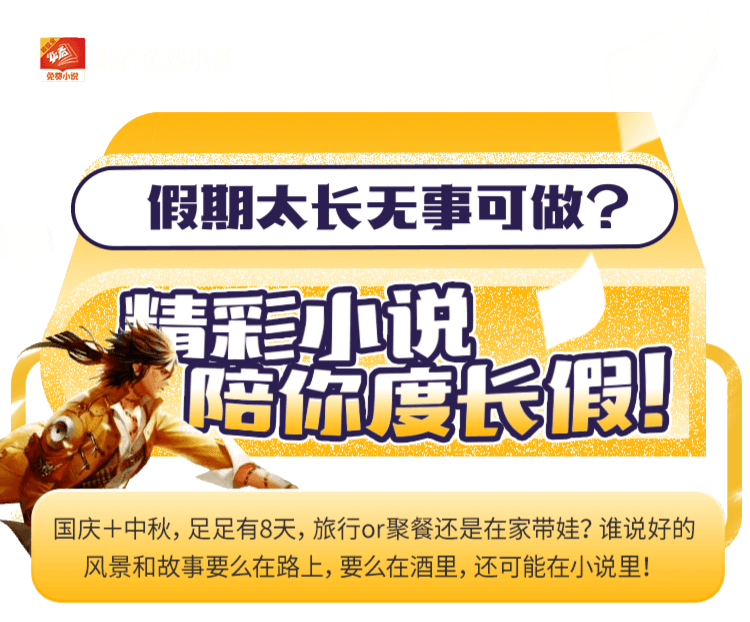 免费小说
假期太长无事可做?
精彩小说
陪你度长假!
国庆+中秋,足足有8天,旅行or聚餐还是在家带娃?谁说好的
风景和故事要么在路上,要么在酒里,还可能在小说里!